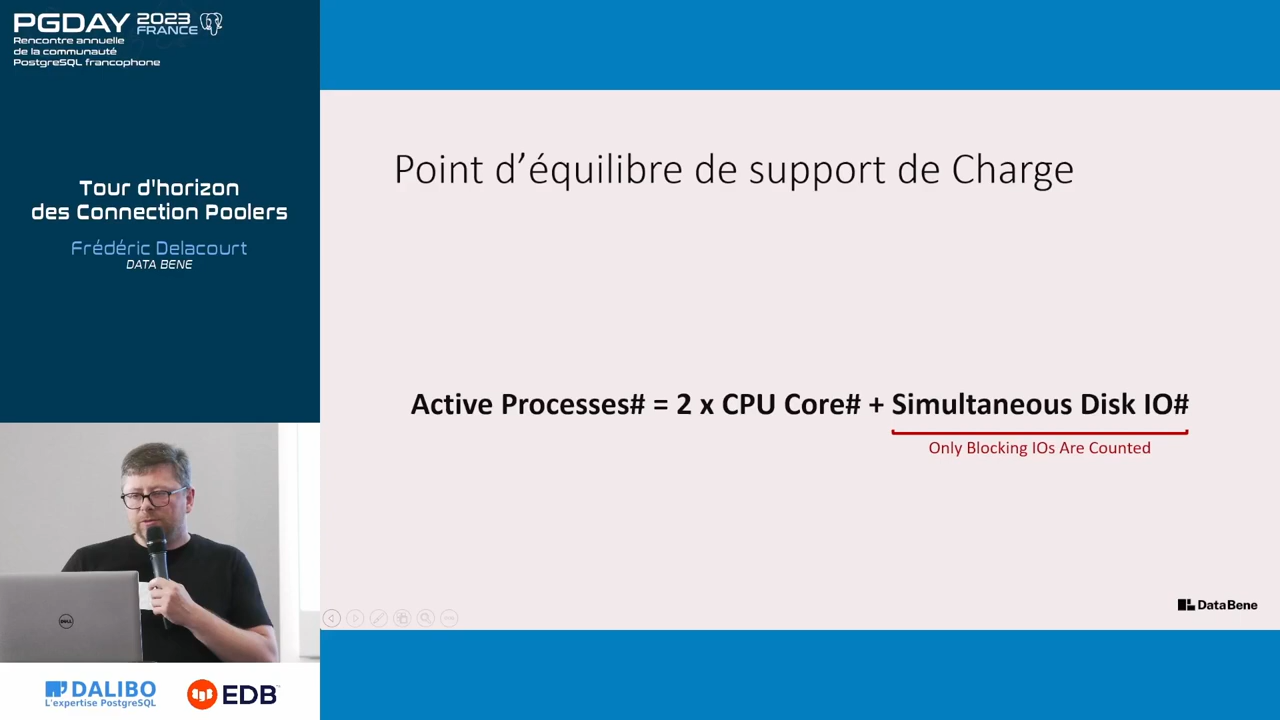 PGDAY 2023 FRANCE
Rencontre annuelle
de la communauté
PostgreSQL francophone
Tour d'horizon
des Connection Poolers
Frédéric Delacourt
DATA BENE
Point d'équilibre de support de Charge
Active Processes# = 2 x CPU Core# + Simultaneous Disk IO#
Only Blocking IOs Are Counted
DataBene
DELL
DALIBO
L'expertise PostgreSQL
EDB